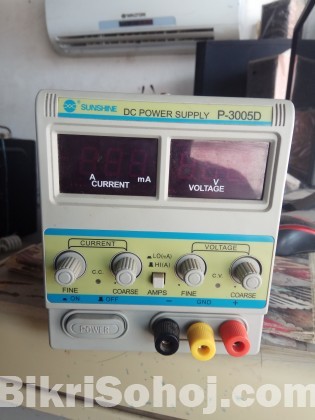 SUNSHINE DC POWER SUPPLY P-3005D
A mA V
CURRENT VOLTAGE
CURRENT LO(mA) VOLTAGE
HI(A)
C.C. C.V.
FINE COARSE AMPS FINE COARSE
ON OFF - GND +
POWER
BikriSohoj.com